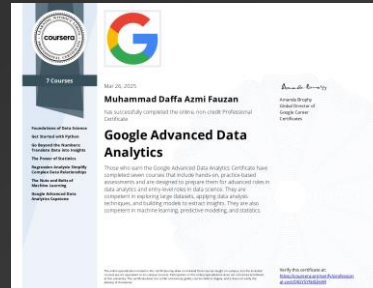 coursera
7 Courses
Foundations of Data Science
Get Started with Python
Go Beyond the Numbers:
Translate Data into Insights
The Power of Statistics
Regression Analysis: Simplify
Complex Data Relationships
The Nuts and Bolts of
Machine Learning
Google Advanced Data
Analytics Capstone
Mar 26, 2025
Muhammad Daffa Azmi Fauzan
has successfully completed the online, non-credit Professional
Certificate
Google Advanced Data
Analytics
Those who earn the Google Advanced Data Analytics Certificate have
completed seven courses that include hands-on, practice-based
assessments and are designed to prepare them for advanced roles in
data analytics and entry-level roles in data science. They are
competent in exploring large datasets, applying data analysis
techniques, and building models to extract insights. They are also
competent in machine learning, predictive modeling, and statistics.
Amanda Brophy
Global Director of
Google Career
Certificates
Verify this certificate at: